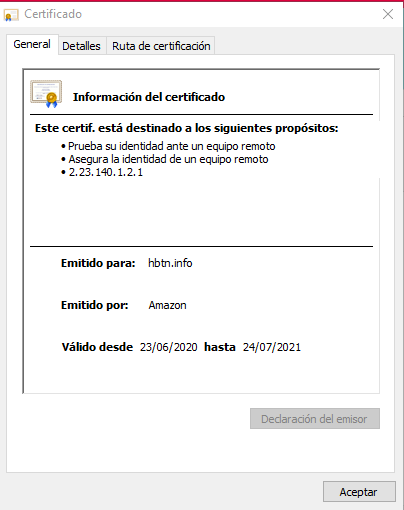 Certificado
General
Detalles
Ruta de certificación
Información del certificado
Este certif. está destinado a los siguientes propósitos:
• Prueba su identidad ante un equipo remoto
• Asegura la identidad de un equipo remoto
• 2.23.140.1.2.1
Emitido para: hbtn.info
Emitido por: Amazon
Válido desde 23/06/2020 hasta 24/07/2021
Declaración del emisor
Aceptar